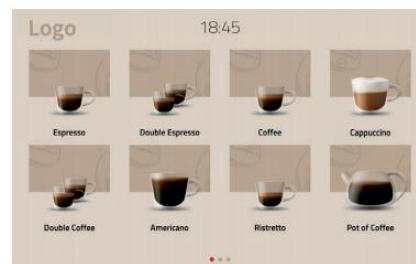 Logo
18:45
Espresso
Double Espresso
Coffee
Cappuccino
Double Coffee
Americano
Ristretto
Pot of Coffee